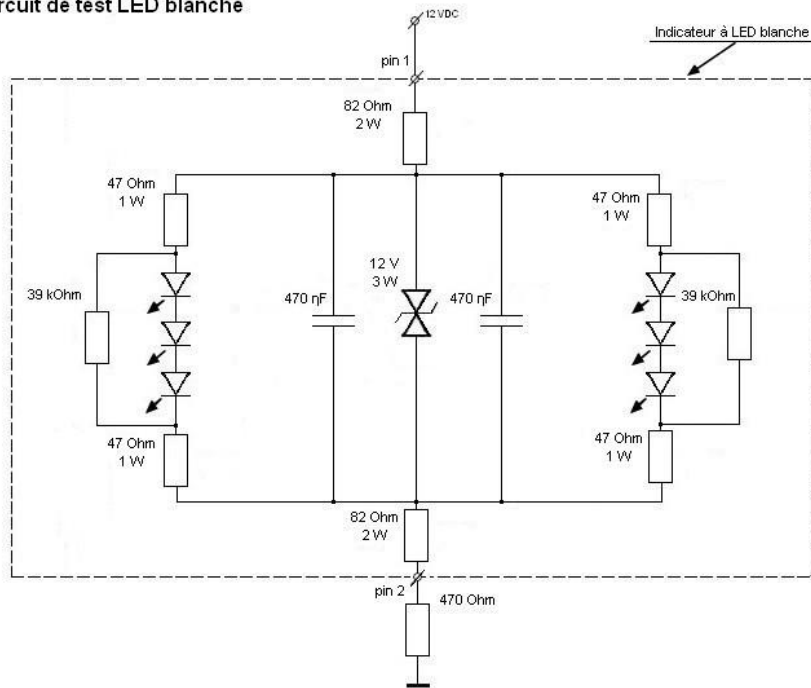 rcuit de test LED blanche
12 VDC
Indicateur à LED blanche
pin 1
82 Ohm
2 W
47 Ohm
1 W
47 Ohm
1 W
12 V
3 W
39 kOhm
470 ηF
470 ηF
39 kOhm
47 Ohm
1 W
47 Ohm
1 W
82 Ohm
2 W
pin 2
470 Ohm